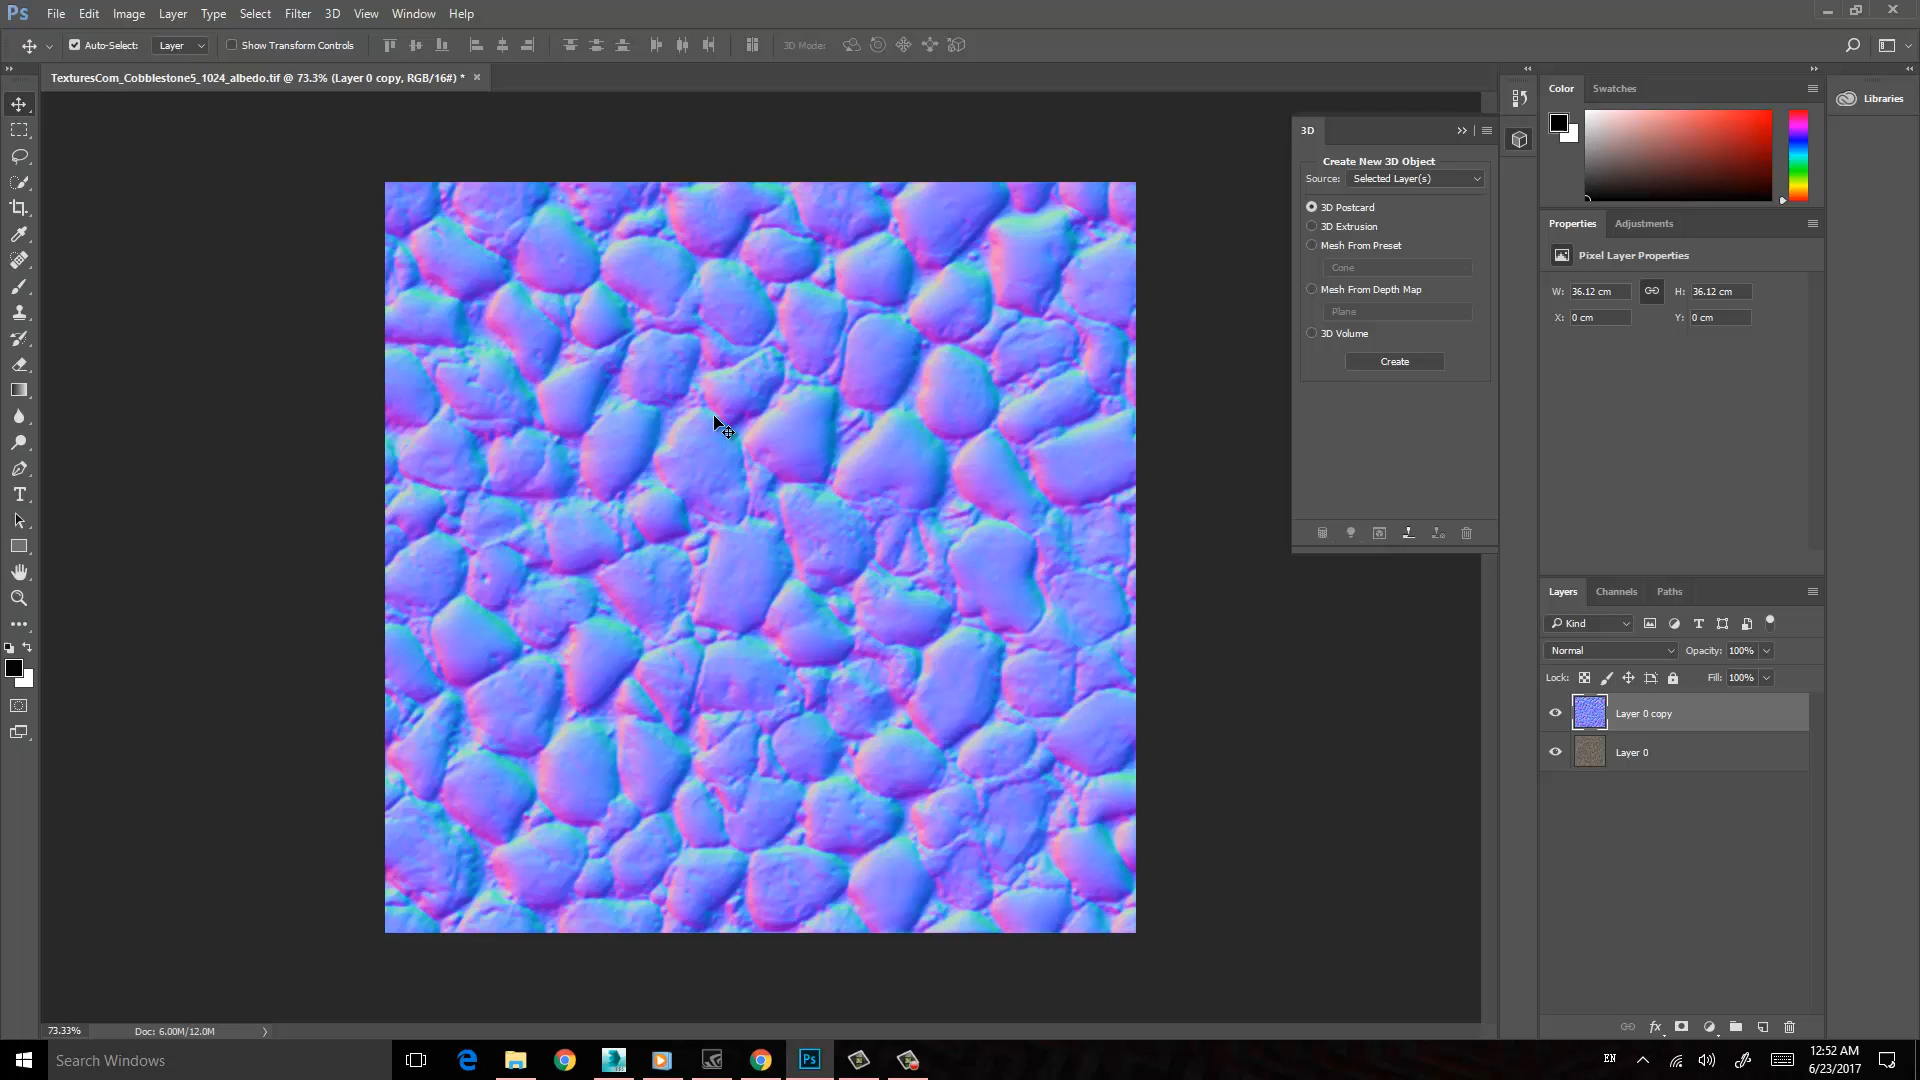 Ps File Edit Image Layer Type Select Filter 3D View Window Help
Auto-Select: Layer Show Transform Controls 3D Mode:
TexturesCom_Cobblestone5_1024_albedo.tif @ 73.3% (Layer 0 copy, RGB/16#) *
3D
Create New 3D Object
Source: Selected Layer(s)
3D Postcard
3D Extrusion
Mesh From Preset
Cone
Mesh From Depth Map
Plane
3D Volume
Create
Color Swatches
Libraries
Properties Adjustments
Pixel Layer Properties
W: 36.12 cm H: 36.12 cm
X: 0 cm Y: 0 cm
Layers Channels Paths
Kind
Normal Opacity: 100%
Lock: Fill: 100%
Layer 0 copy
Layer 0
fx
73.33% Doc: 6.00M/12.0M
Search Windows
Ps
EN
12:52 AM
6/23/2017